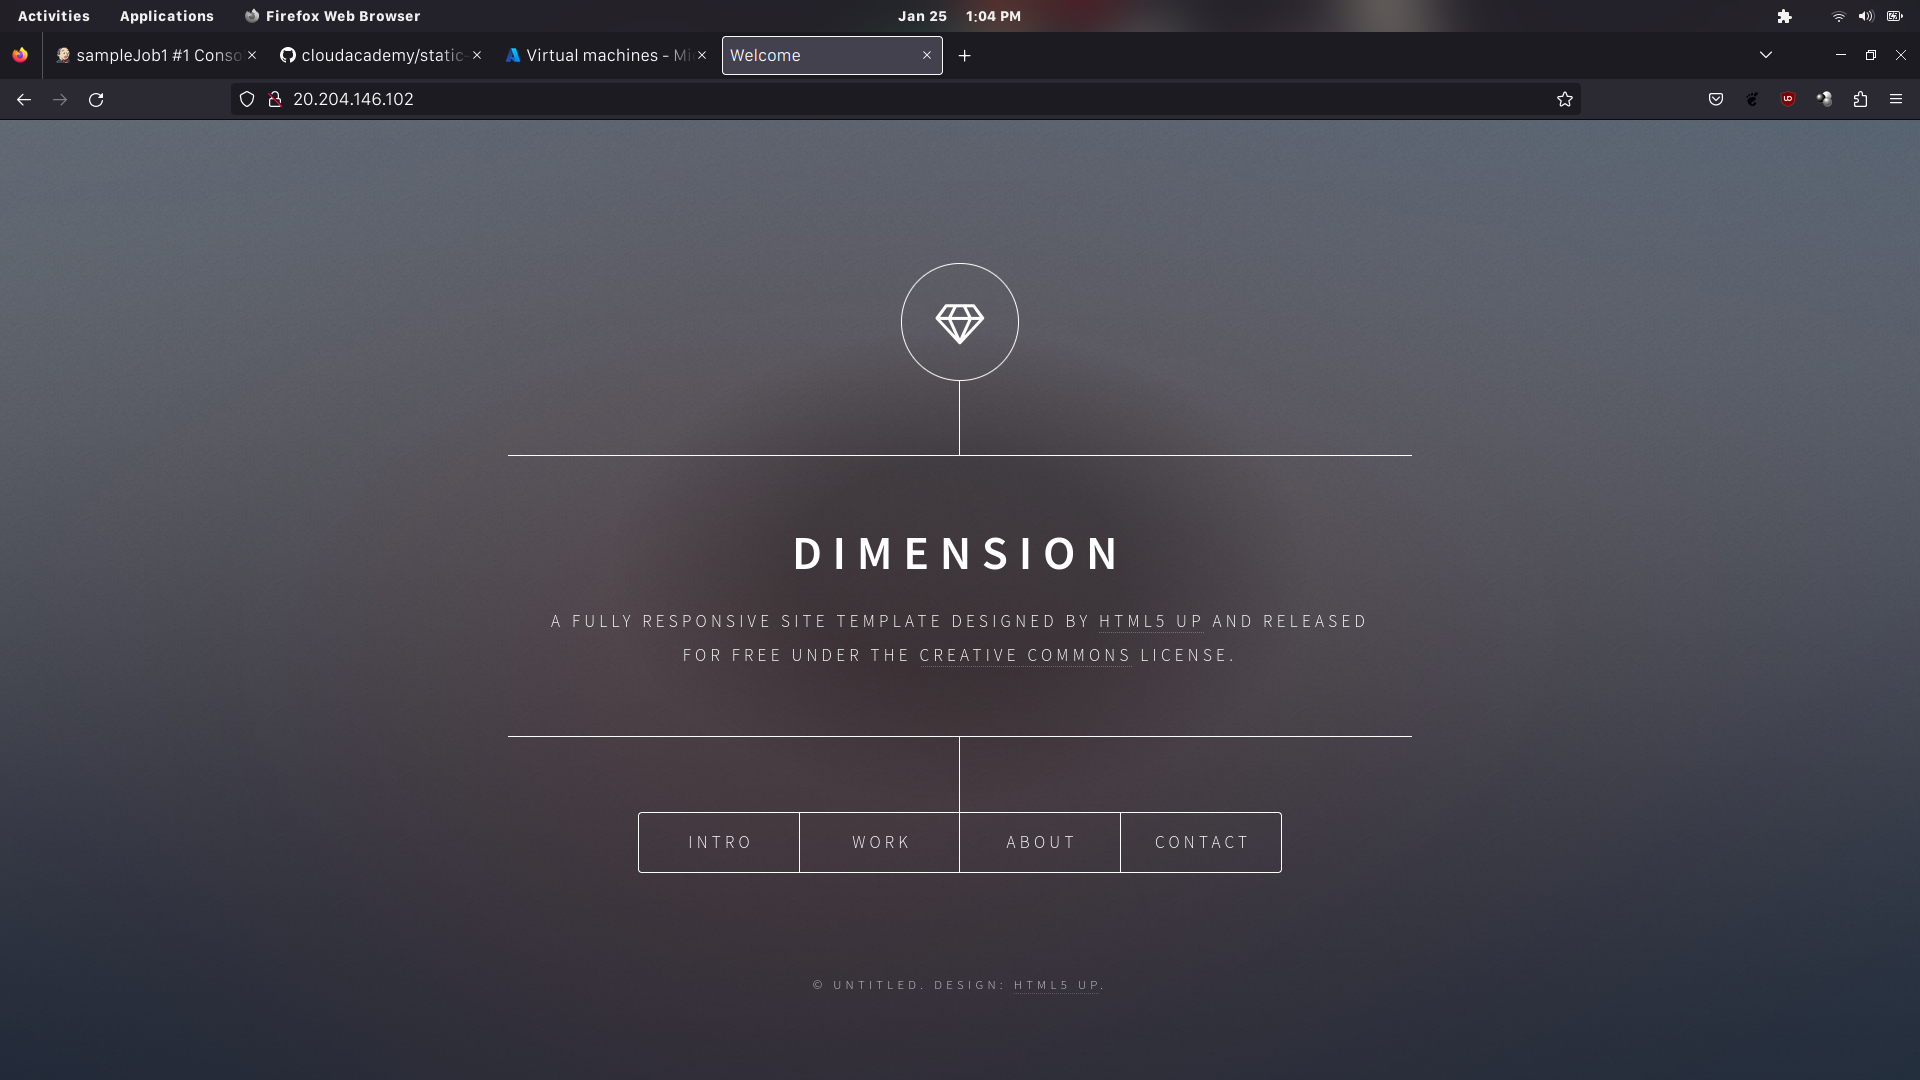 Activities Applications Firefox Web Browser Jan 25 1:04 PM
sampleJob1 #1 Conso cloudacademy/static- Virtual machines - Mi Welcome
20.204.146.102
DIMENSION
A FULLY RESPONSIVE SITE TEMPLATE DESIGNED BY HTML5 UP AND RELEASED
FOR FREE UNDER THE CREATIVE COMMONS LICENSE.
INTRO WORK ABOUT CONTACT
© UNTITLED. DESIGN: HTML5 UP.